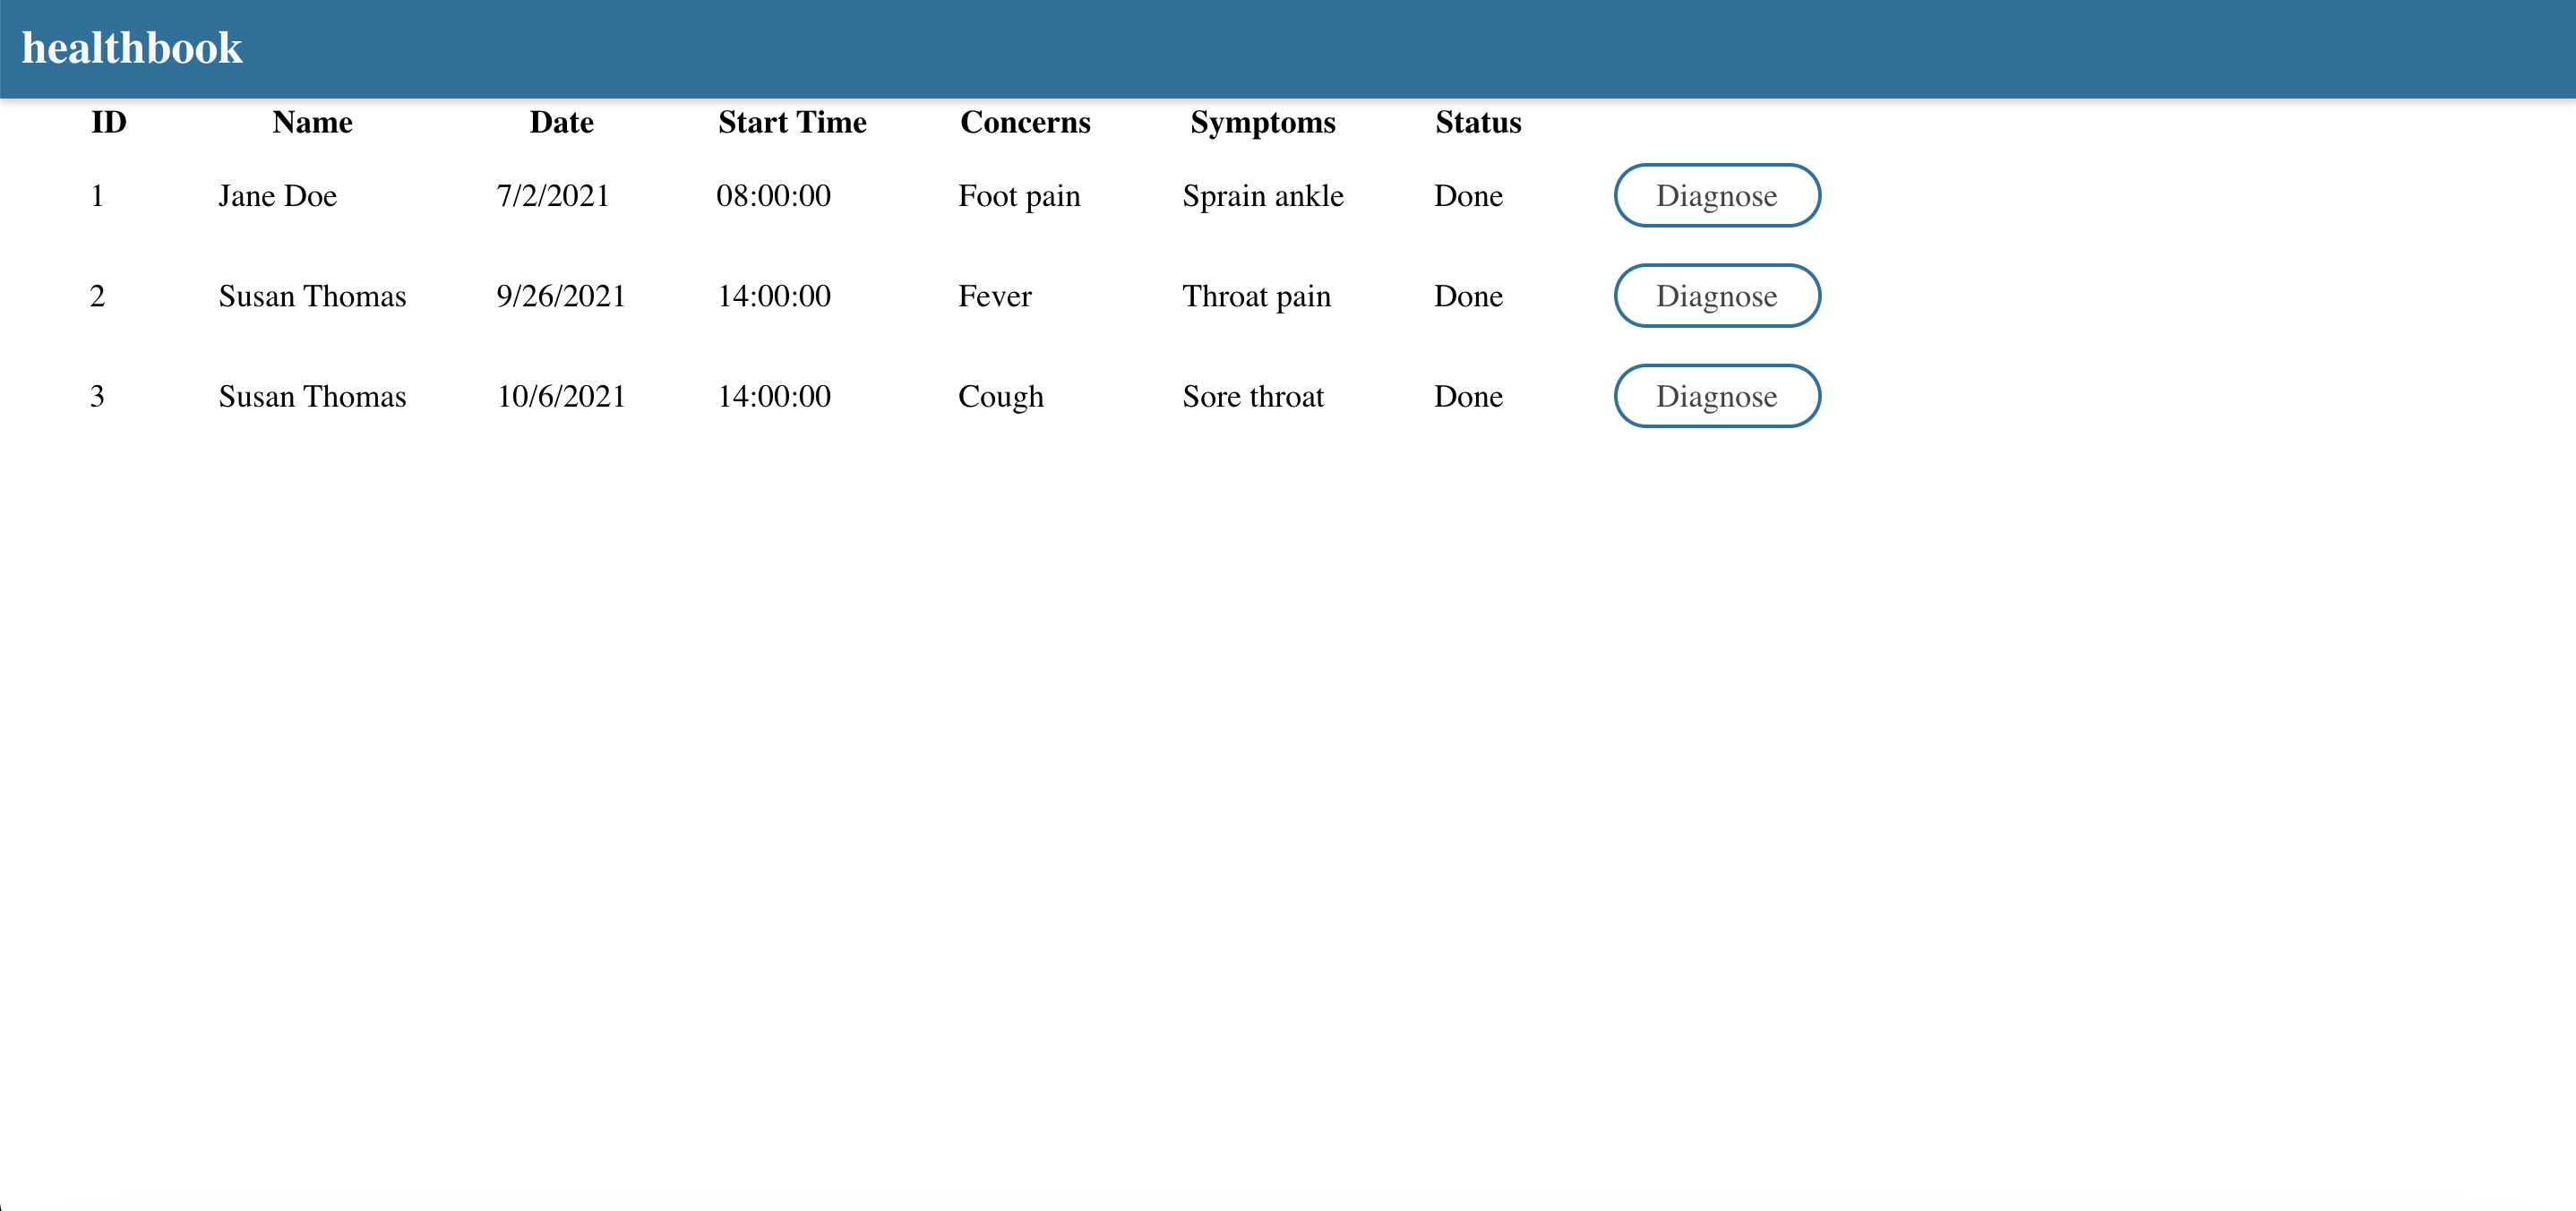 healthbook
ID Name Date Start Time Concerns Symptoms Status
1 Jane Doe 7/2/2021 08:00:00 Foot pain Sprain ankle Done Diagnose
2 Susan Thomas 9/26/2021 14:00:00 Fever Throat pain Done Diagnose
3 Susan Thomas 10/6/2021 14:00:00 Cough Sore throat Done Diagnose